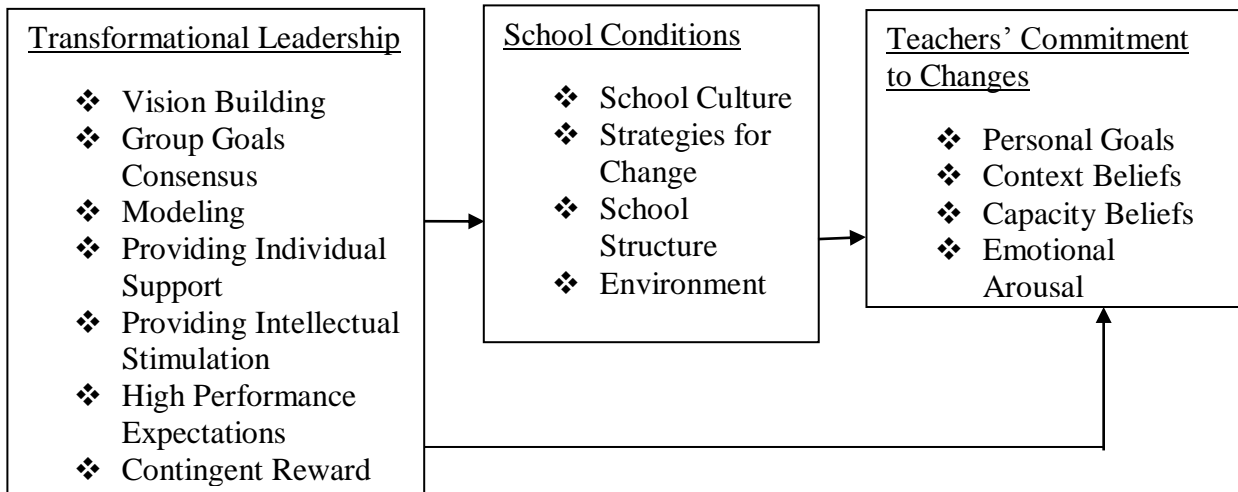 Transformational Leadership
❖ Vision Building
❖ Group Goals
Consensus
❖ Modeling
❖ Providing Individual
Support
❖ Providing Intellectual
Stimulation
❖ High Performance
Expectations
❖ Contingent Reward
School Conditions
❖ School Culture
❖ Strategies for
Change
❖ School
Structure
❖ Environment
Teachers’ Commitment
to Changes
❖ Personal Goals
❖ Context Beliefs
❖ Capacity Beliefs
❖ Emotional
Arousal